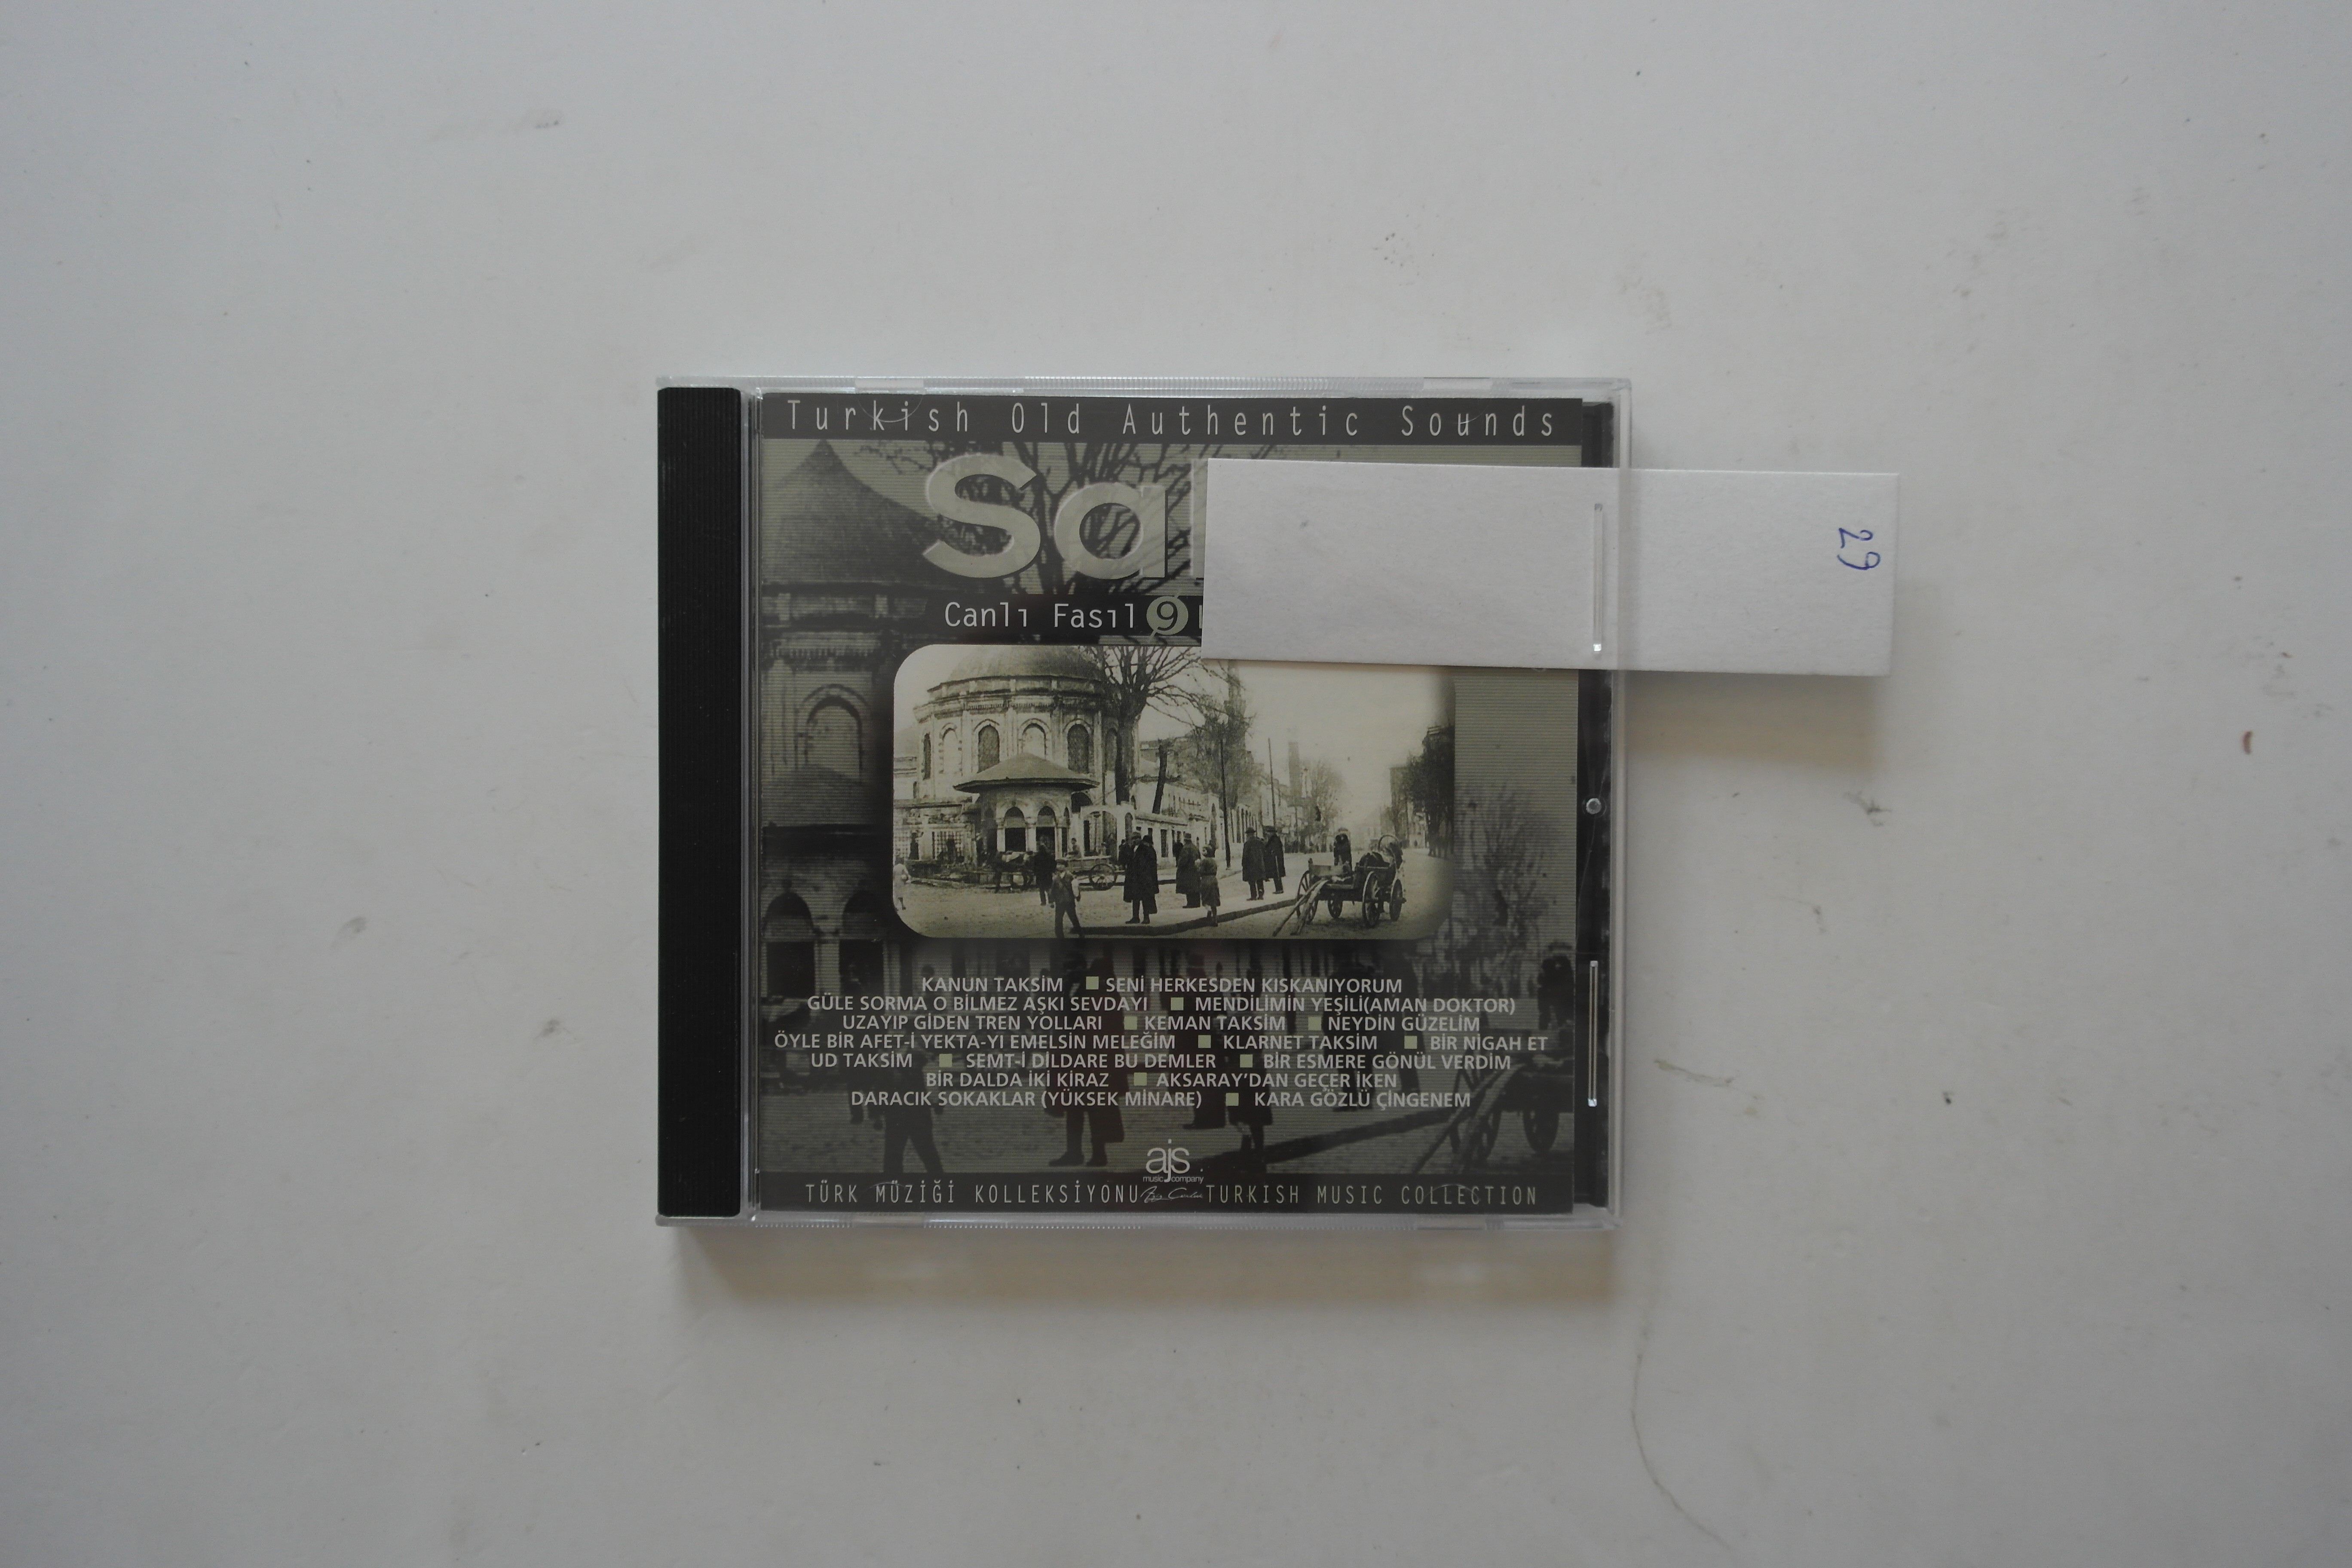 Turkish Old Authentic Sounds
Canlı Fasıl 9
29
KANUN TAKSİM ■ SENİ HERKESDEN KISKANIYORUM
GÜLE SORMA O BİLMEZ AŞKI SEVDAYI ■ MENDİLİMİN YEŞİLİ(AMAN DOKTOR)
UZAYIP GİDEN TREN YOLLARI ■ KEMAN TAKSİM ■ NEYDİN GÜZELİM
ÖYLE BİR AFET-İ YEKTA-YI EMELSİN MELEĞİM ■ KLARNET TAKSİM ■ BİR NİGAH ET
UD TAKSİM ■ SEMT-İ DİLDARE BU DEMLER ■ BİR ESMERE GÖNÜL VERDİM
BİR DALDA İKİ KİRAZ ■ AKSARAY'DAN GEÇER İKEN
DARACIK SOKAKLAR (YÜKSEK MİNARE) ■ KARA GÖZLÜ ÇİNGENEM
ajs
music company
TÜRK MÜZİĞİ KOLLEKSİYONU TURKISH MUSIC COLLECTION